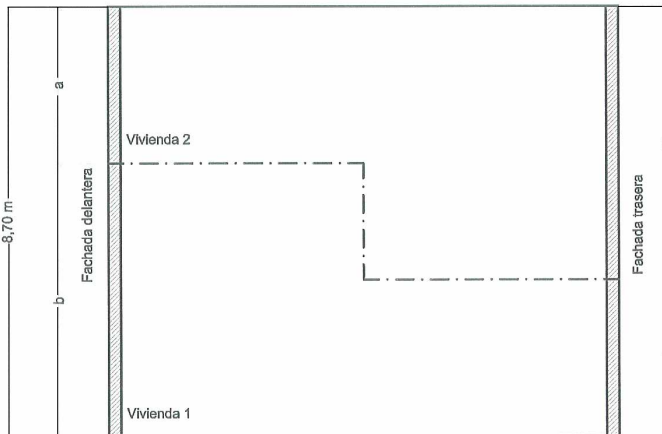 a
Vivienda 2
Fachada delantera
8,70 m
Fachada trasera
b
Vivienda 1